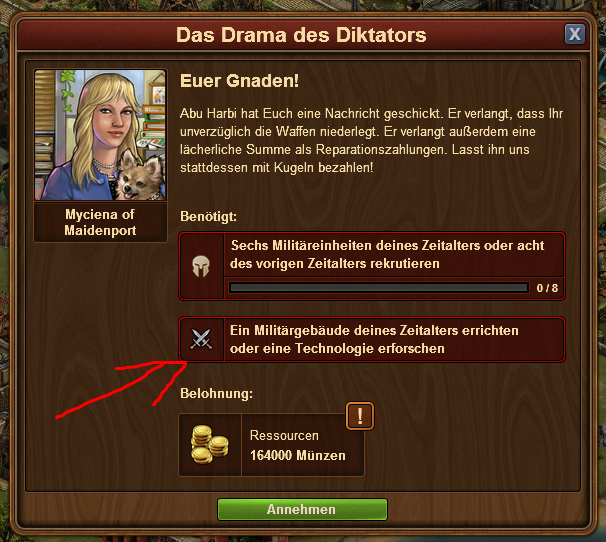 Das Drama des Diktators
X
Euer Gnaden!
Abu Harbi hat Euch eine Nachricht geschickt. Er verlangt, dass Ihr
unverzüglich die Waffen niederlegt. Er verlangt außerdem eine
lächerliche Summe als Reparationszahlungen. Lasst ihn uns
stattdessen mit Kugeln bezahlen!
Myciena of
Maidenport
Benötigt:
Sechs Militäreinheiten deines Zeitalters oder acht
des vorigen Zeitalters rekrutieren
0 / 8
Ein Militärgebäude deines Zeitalters errichten
oder eine Technologie erforschen
Belohnung:
!
Ressourcen
164000 Münzen
Annehmen